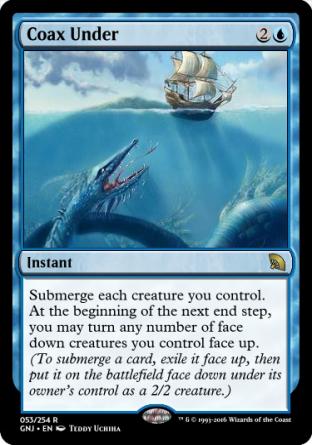 Coax Under 2
Instant
Submerge each creature you control.
At the beginning of the next end step,
you may turn any number of face
down creatures you control face up.
(To submerge a card, exile it face up, then
put it on the battlefield face down under its
owner's control as a 2/2 creature.)
053/254 R
GNJ • EN Teddy Uchiha
™ & © 1993-2016 Wizards of the Coast